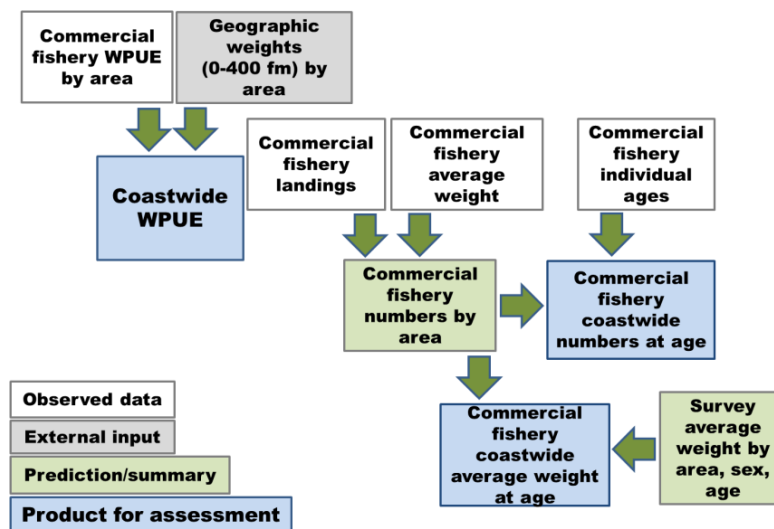 Commercial
fishery WPUE
by area
Geographic
weights
(0-400 fm) by
area
Coastwide
WPUE
Commercial
fishery
landings
Commercial
fishery
average
weight
Commercial
fishery
individual
ages
Commercial
fishery
numbers by
area
Commercial
fishery
coastwide
numbers at age
Commercial
fishery
coastwide
average weight
at age
Survey
average
weight by
area, sex,
age
Observed data
External input
Prediction/summary
Product for assessment